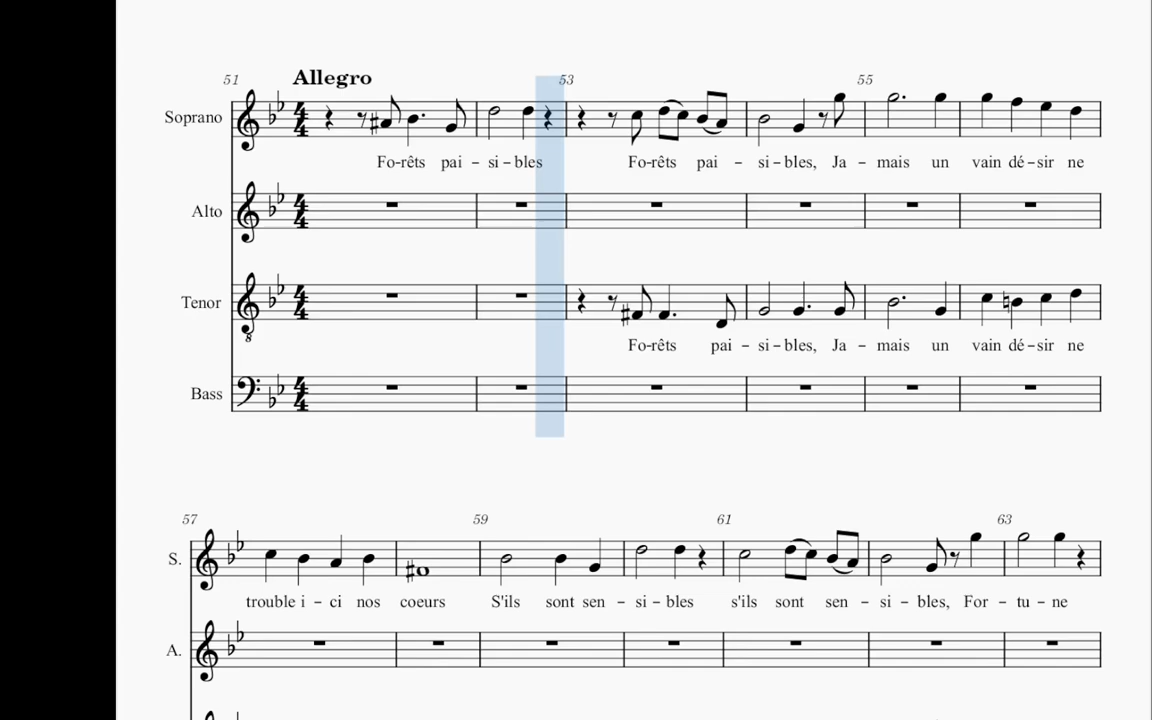 51 53 55
Allegro
Soprano
Fo-rêts pai - si - bles Fo-rêts pai - si - bles, Ja - mais un vain dé - sir ne
Alto
Tenor
8
Fo-rêts pai - si - bles, Ja - mais un vain dé - sir ne
Bass
57 59 61 63
S.
trouble i - ci nos coeurs S'ils sont sen - si - bles s'ils sont sen - si - bles, For - tu - ne
A.